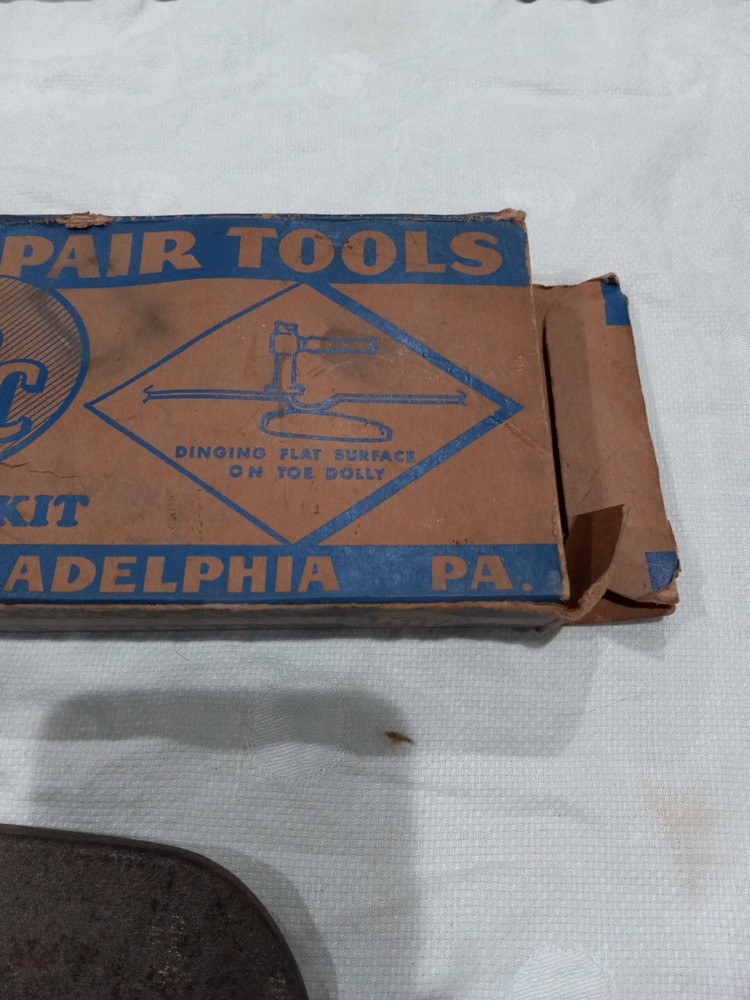 PAIR TOOLS
C
DINGING FLAT SURFACE
ON TOE DOLLY
KIT
ADELPHIA PA.